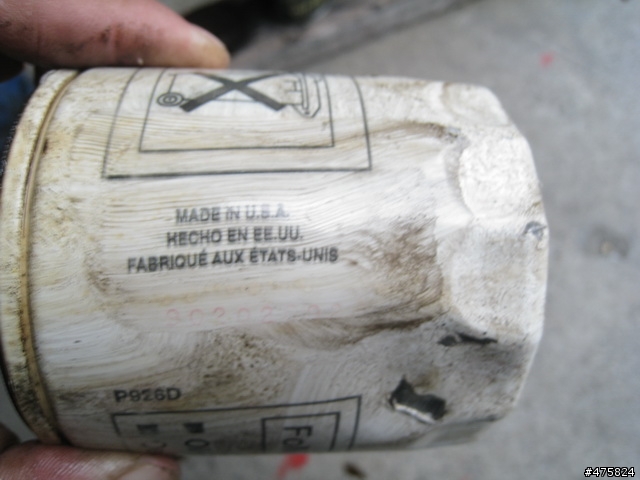 MADE IN U.S.A.
HECHO EN EE.UU.
FABRIQUÉ AUX ÉTATS-UNIS
P926D
#475824